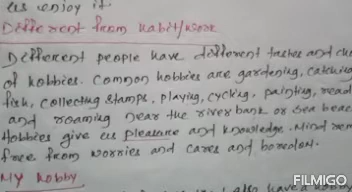 us enjoy it.
Different from habit/work
Different people have different tastes and
of hobbies. Common hobbies are gardening, catching
fish, collecting stamps, playing, cycling, painting,
and roaming near the river bank or sea
Hobbies give us pleasure and knowledge. Mind
free from worries and cares and boredom.
My hobby
also have a
FILMIGO